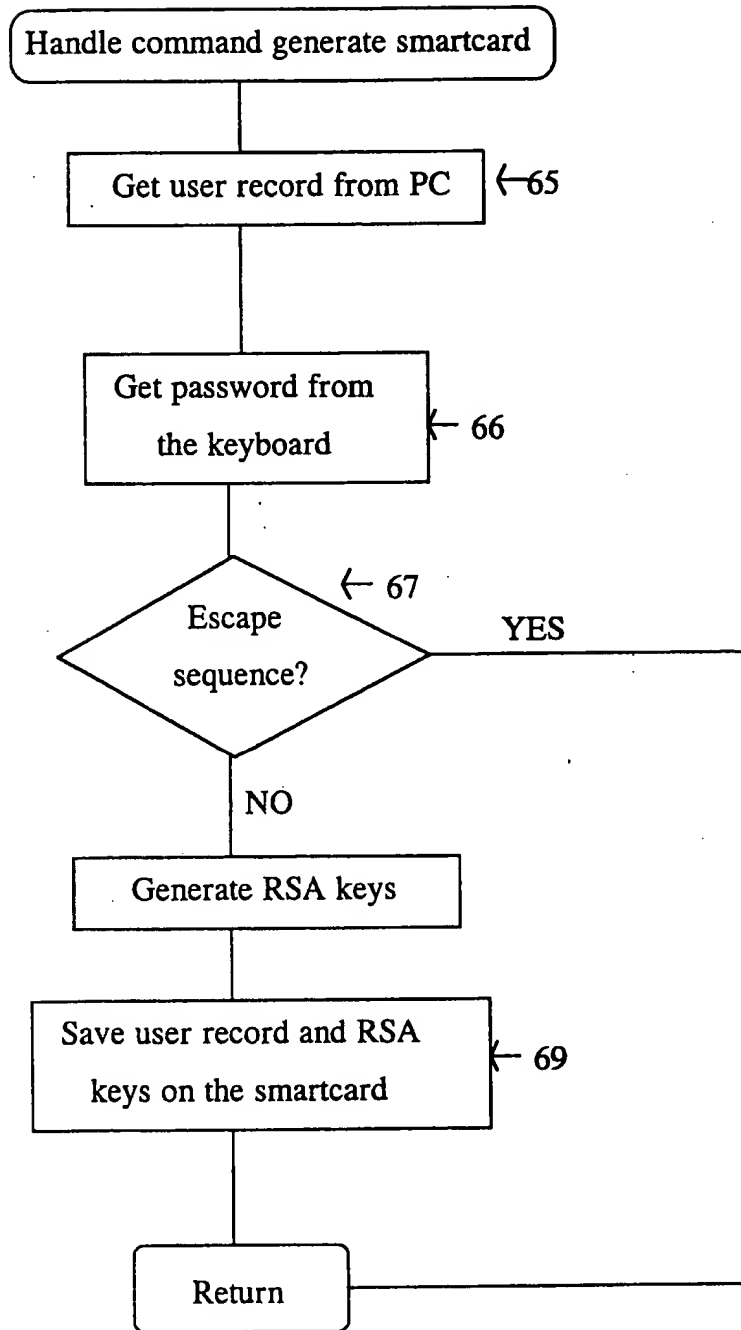 Handle command generate smartcard
Get user record from PC
←65
Get password from
the keyboard
← 66
← 67
Escape
sequence?
YES
NO
Generate RSA keys
Save user record and RSA
keys on the smartcard
← 69
Return